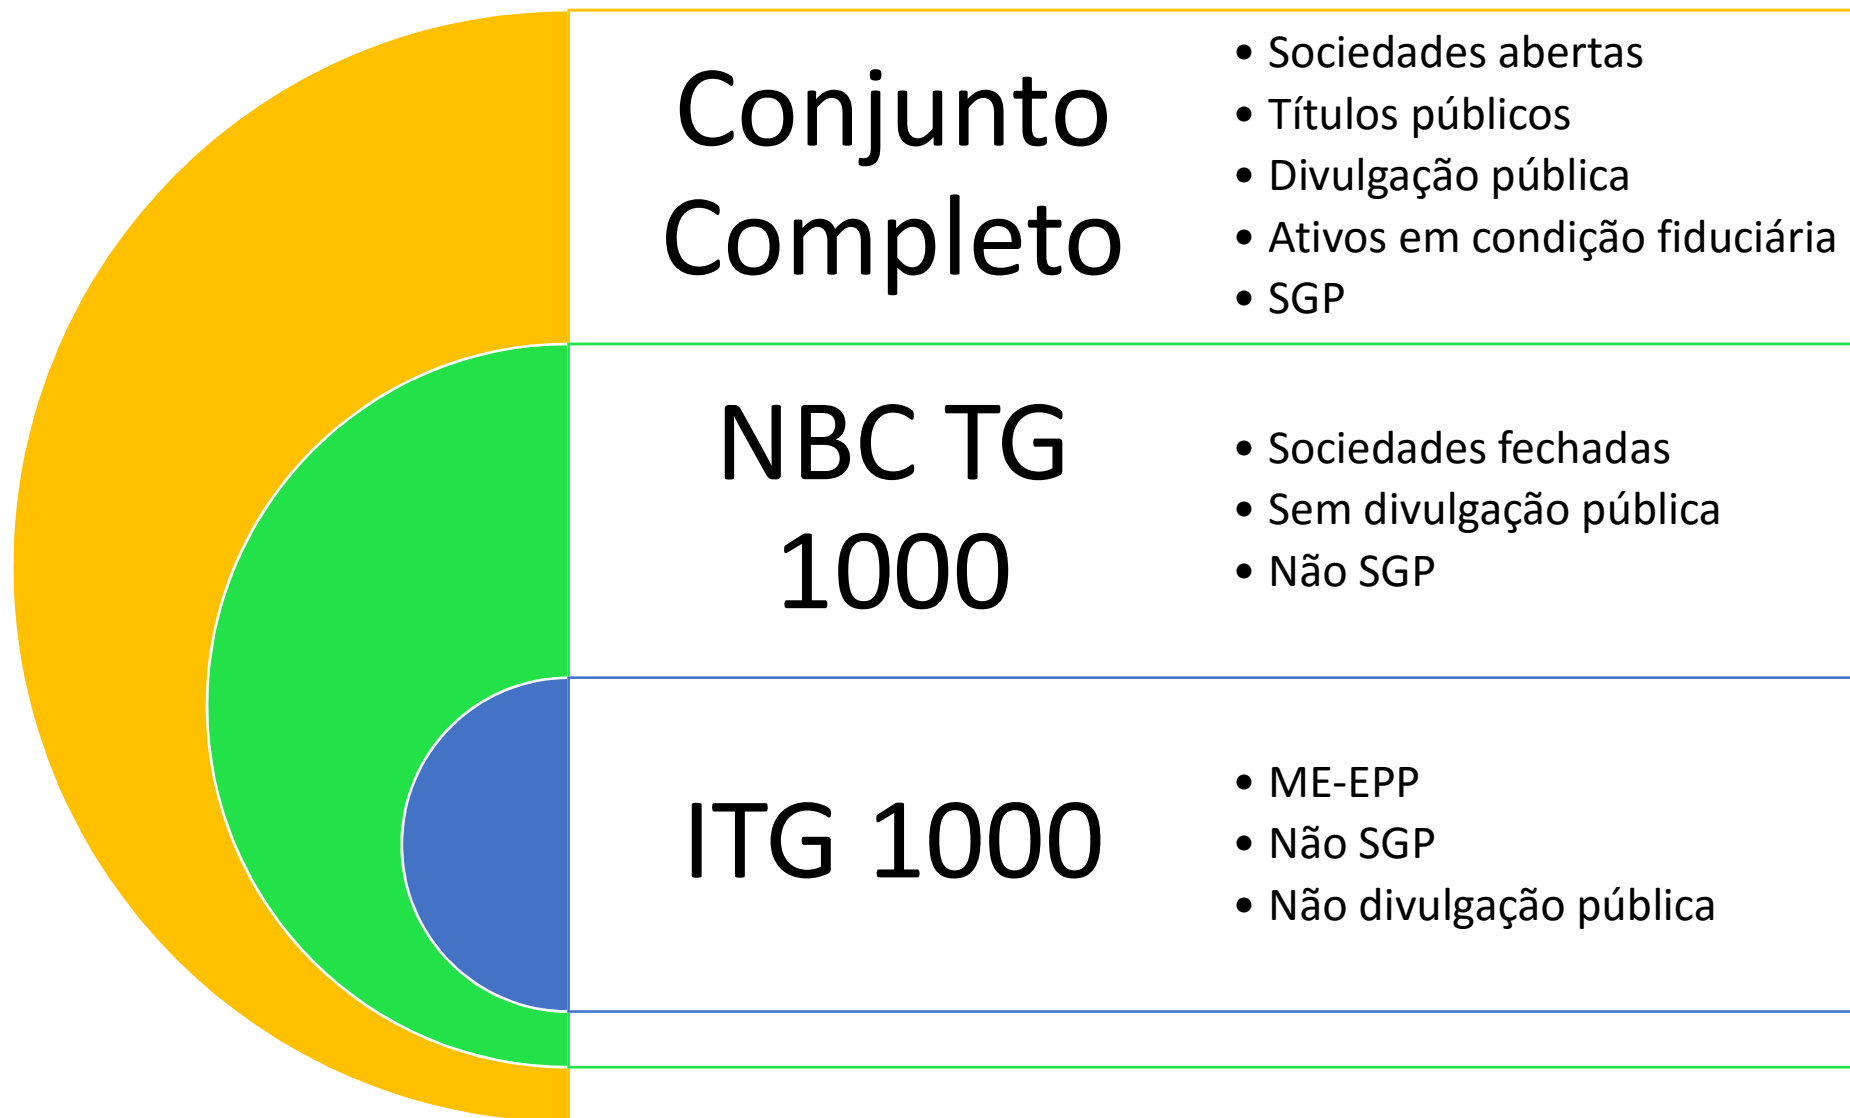 Conjunto
Completo
• Sociedades abertas
• Títulos públicos
• Divulgação pública
• Ativos em condição fiduciária
• SGP
NBC TG
1000
• Sociedades fechadas
• Sem divulgação pública
• Não SGP
ITG 1000
• ME-EPP
• Não SGP
• Não divulgação pública